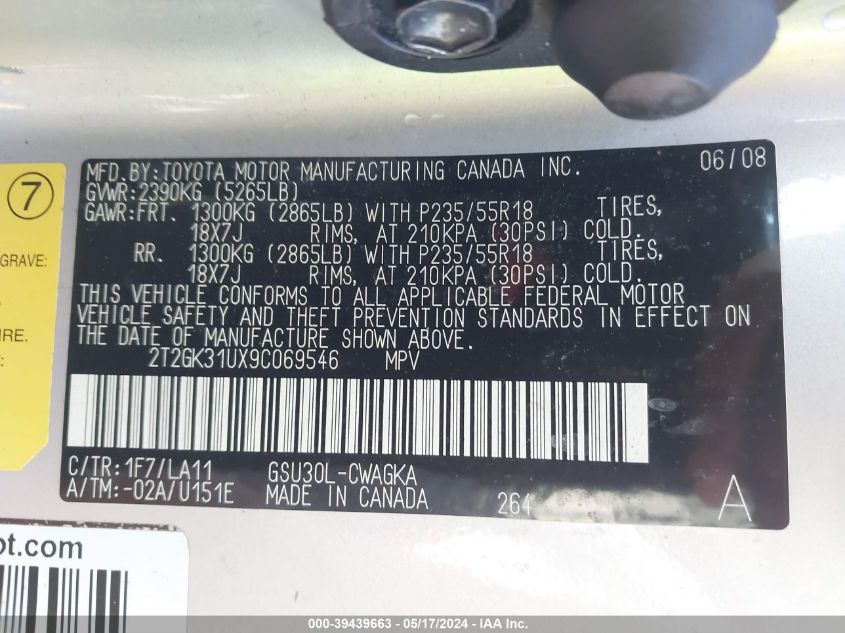 MFD.BY:TOYOTA MOTOR MANUFACTURING CANADA INC. 06/08
GVWR:2390KG (5265LB)
GAWR:FRT. 1300KG (2865LB) WITH P235/55R18 TIRES,
18X7J RIMS, AT 210KPA (30PSI) COLD.
RR. 1300KG (2865LB) WITH P235/55R18 TIRES,
18X7J RIMS, AT 210KPA (30PSI) COLD.
THIS VEHICLE CONFORMS TO ALL APPLICABLE FEDERAL MOTOR
VEHICLE SAFETY AND THEFT PREVENTION STANDARDS IN EFFECT ON
THE DATE OF MANUFACTURE SHOWN ABOVE.
2T2GK31UX9C069546 MPV
C/TR:1F7/LA11 GSU30L-CWAGKA
A/TM:-02A/U151E MADE IN CANADA 264 A
7
GRAVE:
ot.com
000-39439663 - 05/17/2024 - IAA Inc.